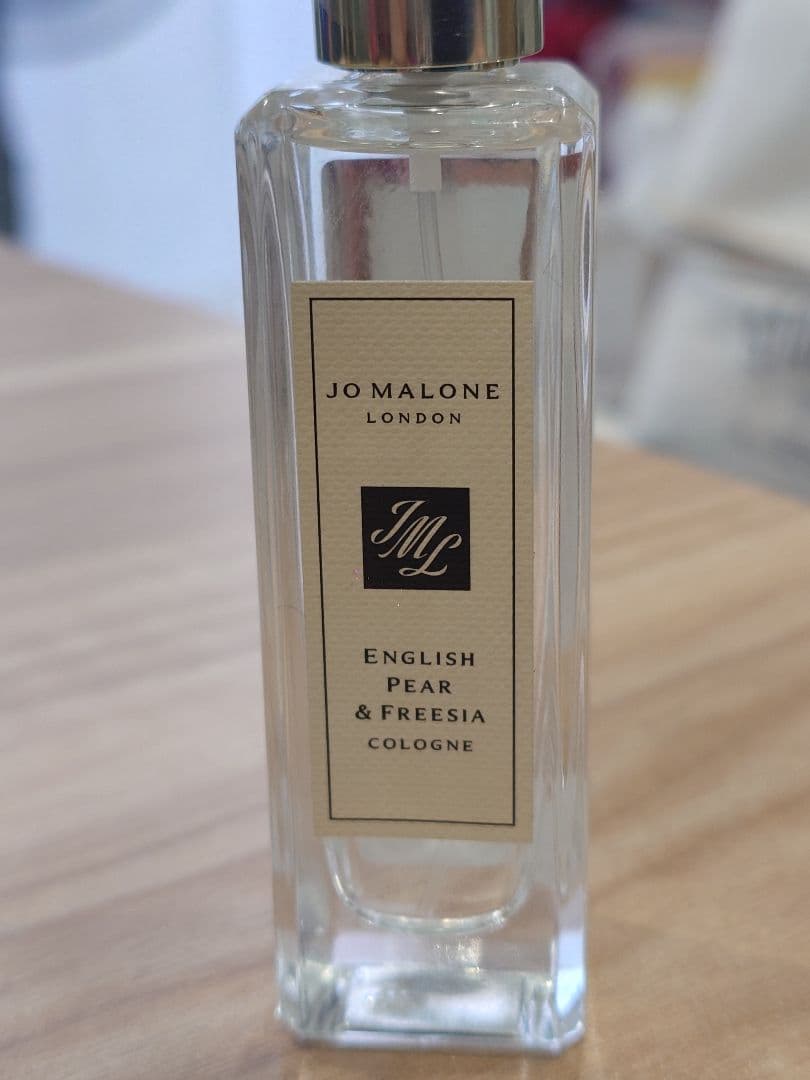 JO MALONE
LONDON
JML
ENGLISH
PEAR
& FREESIA
COLOGNE